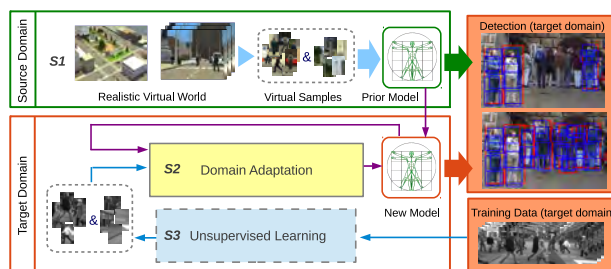 Source Domain
S1
Realistic Virtual World
&
Virtual Samples
Prior Model
Detection (target domain)
Target Domain
S2 Domain Adaptation
New Model
&
S3 Unsupervised Learning
Training Data (target domain